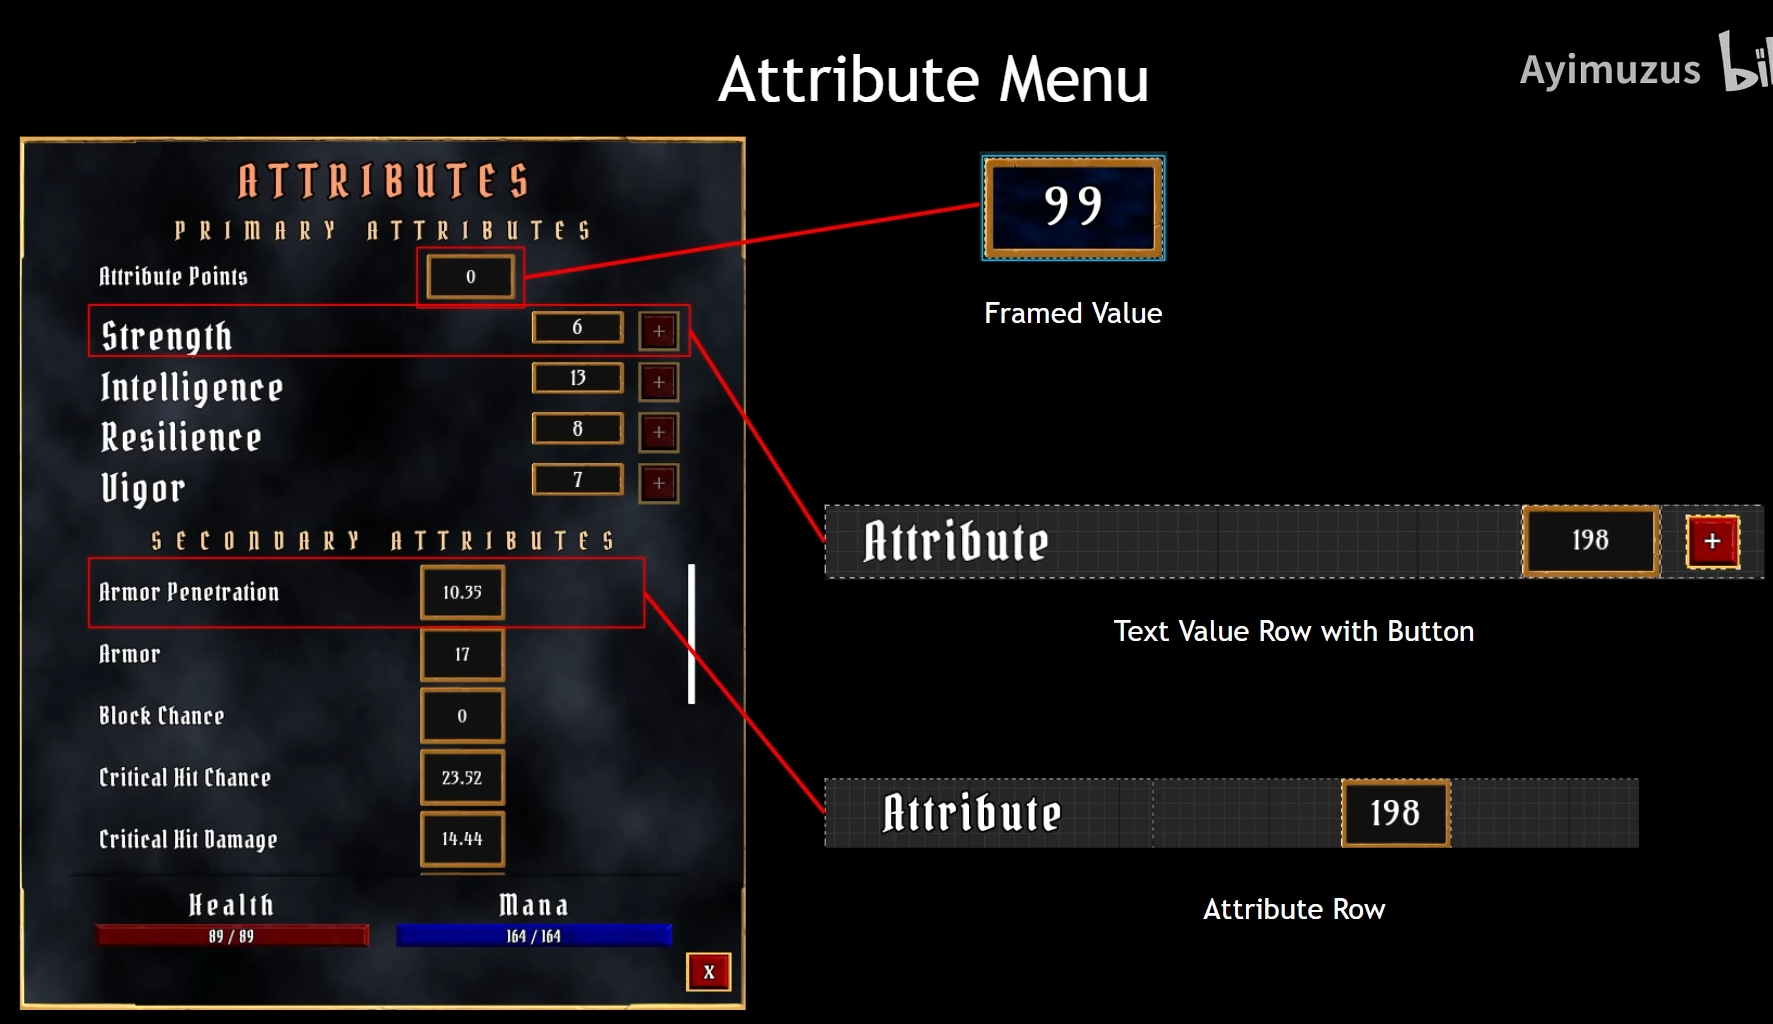 Attribute Menu
Ayimuzus
ATTRIBUTES
PRIMARY ATTRIBUTES
Attribute Points 0
Strength 6 +
Intelligence 13 +
Resilience 8 +
Vigor 7 +
SECONDARY ATTRIBUTES
Armor Penetration 10.35
Armor 17
Block Chance 0
Critical Hit Chance 23.52
Critical Hit Damage 14.44
Health Mana
89 / 89 164 / 164
X
99
Framed Value
Attribute 198 +
Text Value Row with Button
Attribute 198
Attribute Row